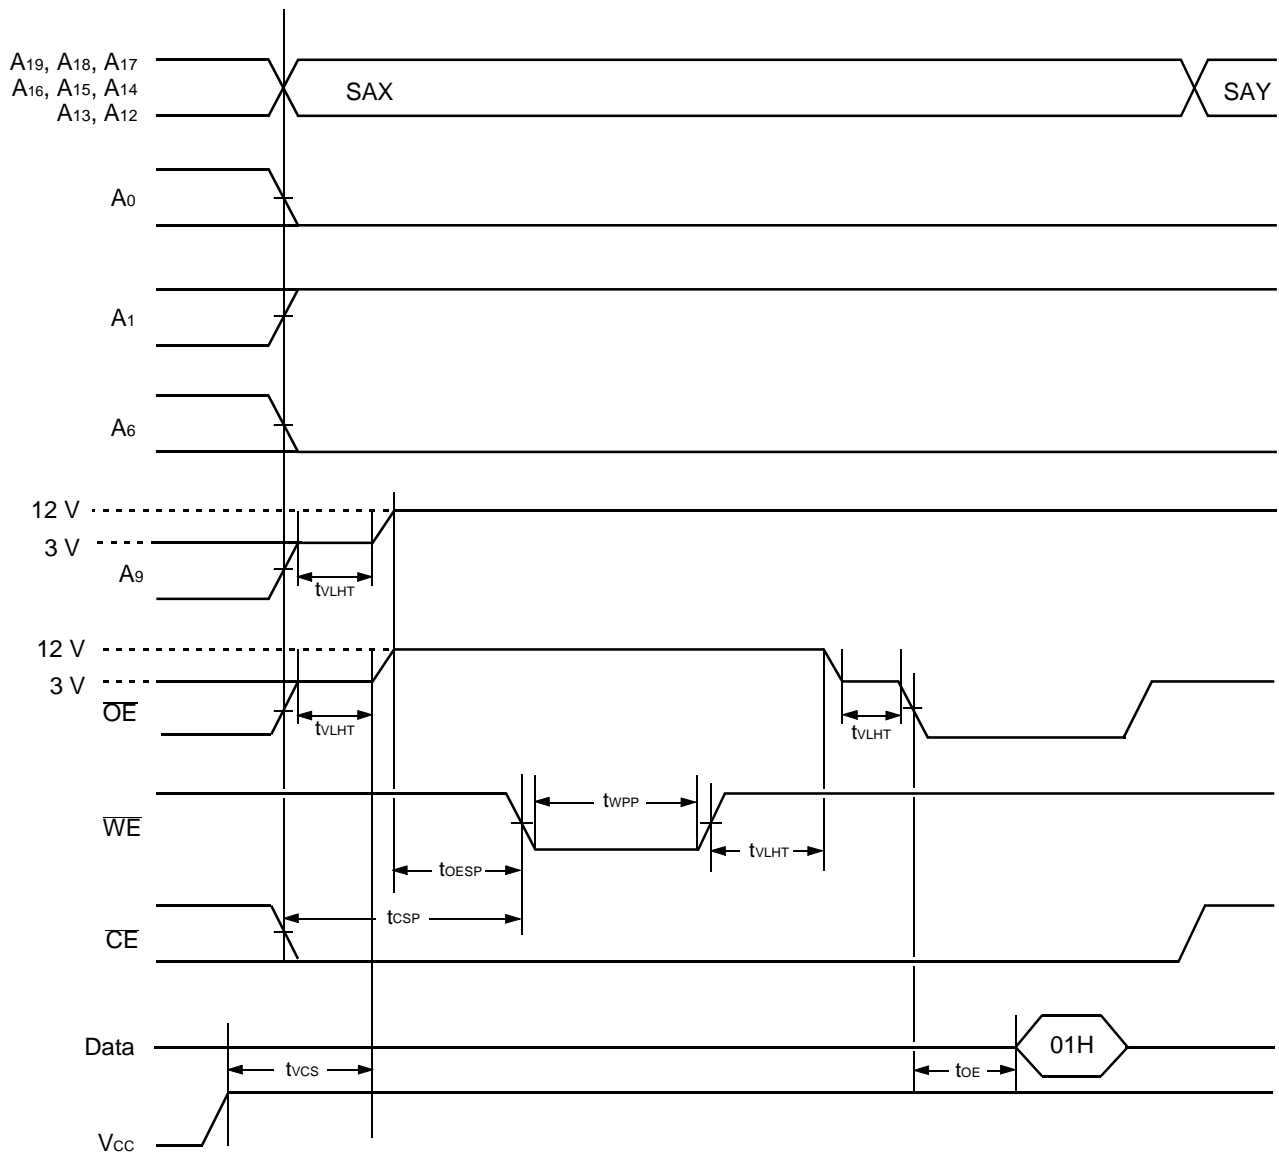 A19, A18, A17
A16, A15, A14
A13, A12
SAX
SAY
A0
A1
A6
12 V
3 V
A9
tVLHT
12 V
3 V
OE
tVLHT
tVLHT
WE
tWPP
tVLHT
tOESP
tCSP
CE
Data
01H
tVCS
tOE
VCC